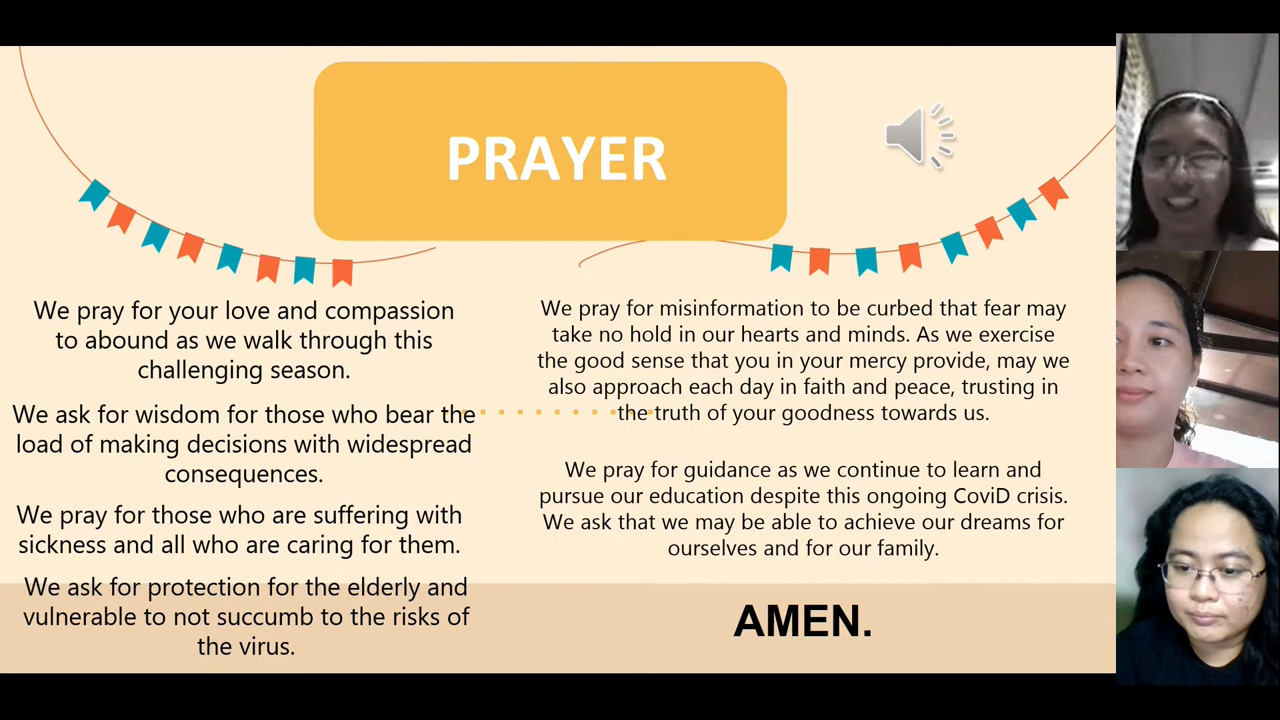 PRAYER
We pray for your love and compassion
to abound as we walk through this
challenging season.
We ask for wisdom for those who bear the
load of making decisions with widespread
consequences.
We pray for those who are suffering with
sickness and all who are caring for them.
We ask for protection for the elderly and
vulnerable to not succumb to the risks of
the virus.
We pray for misinformation to be curbed that fear may
take no hold in our hearts and minds. As we exercise
the good sense that you in your mercy provide, may we
also approach each day in faith and peace, trusting in
the truth of your goodness towards us.
We pray for guidance as we continue to learn and
pursue our education despite this ongoing CoviD crisis.
We ask that we may be able to achieve our dreams for
ourselves and for our family.
AMEN.